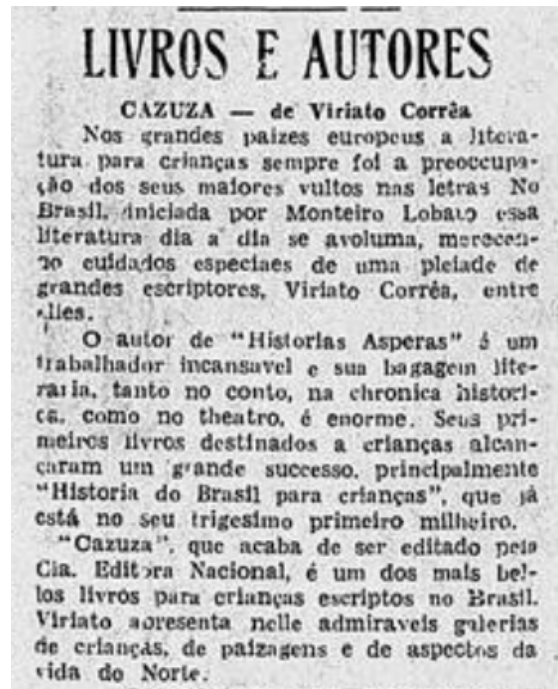 LIVROS E AUTORES
CAZUZA — de Viriato Corrêa
Nos grandes paizes europeus a litera-
tura para crianças sempre foi a preoccupa-
ção dos seus maiores vultos nas letras No
Brasil, iniciada por Monteiro Lobato essa
literatura dia a dia se avoluma, merecen-
do cuidados especiaes de uma pleiade de
grandes escriptores, Viriato Corrêa, entre
elles.
O autor de "Historias Asperas" é um
trabalhador incansavel e sua bagagem lite-
raria, tanto no conto, na chronica histori-
ca, como no theatro, é enorme. Seus pri-
meiros livros destinados a crianças alcan-
çaram um grande successo, principalmente
"Historia do Brasil para crianças", que já
está no seu trigesimo primeiro milheiro.
"Cazuza", que acaba de ser editado pela
Cia. Editora Nacional, é um dos mais bel-
los livros para crianças escriptos no Brasil.
Viriato apresenta nelle admiraveis galerias
de crianças, de paizagens e de aspectos da
vida do Norte.